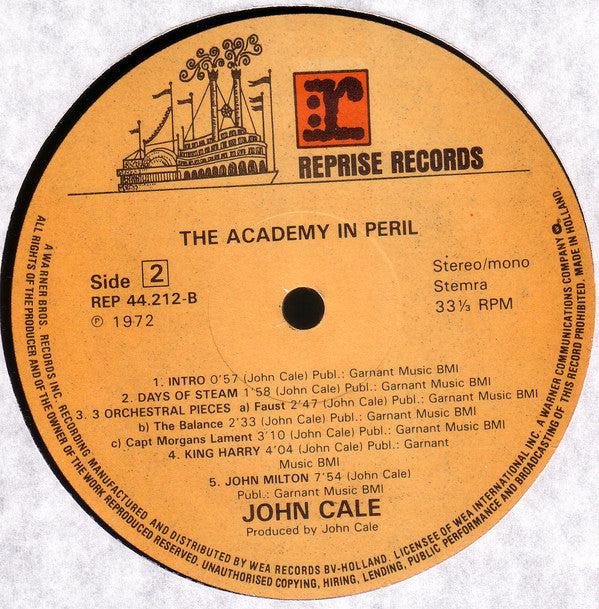 r:
REPRISE RECORDS
THE ACADEMY IN PERIL
Side 2
REP 44.212-B
℗ 1972
Stereo/mono
Stemra
33⅓ RPM
1. INTRO 0'57 (John Cale) Publ.: Garnant Music BMI
2. DAYS OF STEAM 1'58 (John Cale) Publ.: Garnant Music BMI
3. 3 ORCHESTRAL PIECES a) Faust 2'47 (John Cale) Publ.: Garnant Music BMI
b) The Balance 2'33 (John Cale) Publ.: Garnant Music BMI
c) Capt Morgans Lament 3'10 (John Cale) Publ.: Garnant Music BMI
4. KING HARRY 4'04 (John Cale) Publ.: Garnant
Music BMI
5. JOHN MILTON 7'54 (John Cale)
Publ.: Garnant Music BMI
JOHN CALE
Produced by John Cale
A WARNER BROS. RECORDS INC. RECORDING MANUFACTURED AND DISTRIBUTED BY WEA RECORDS BV-HOLLAND. LICENSEE OF WEA INTERNATIONAL INC. A WARNER COMMUNICATIONS COMPANY
ALL RIGHTS OF THE PRODUCER AND OF THE OWNER OF THE WORK REPRODUCED RESERVED. UNAUTHORISED COPYING, HIRING, LENDING, PUBLIC PERFORMANCE AND BROADCASTING OF THIS RECORD PROHIBITED. MADE IN HOLLAND.